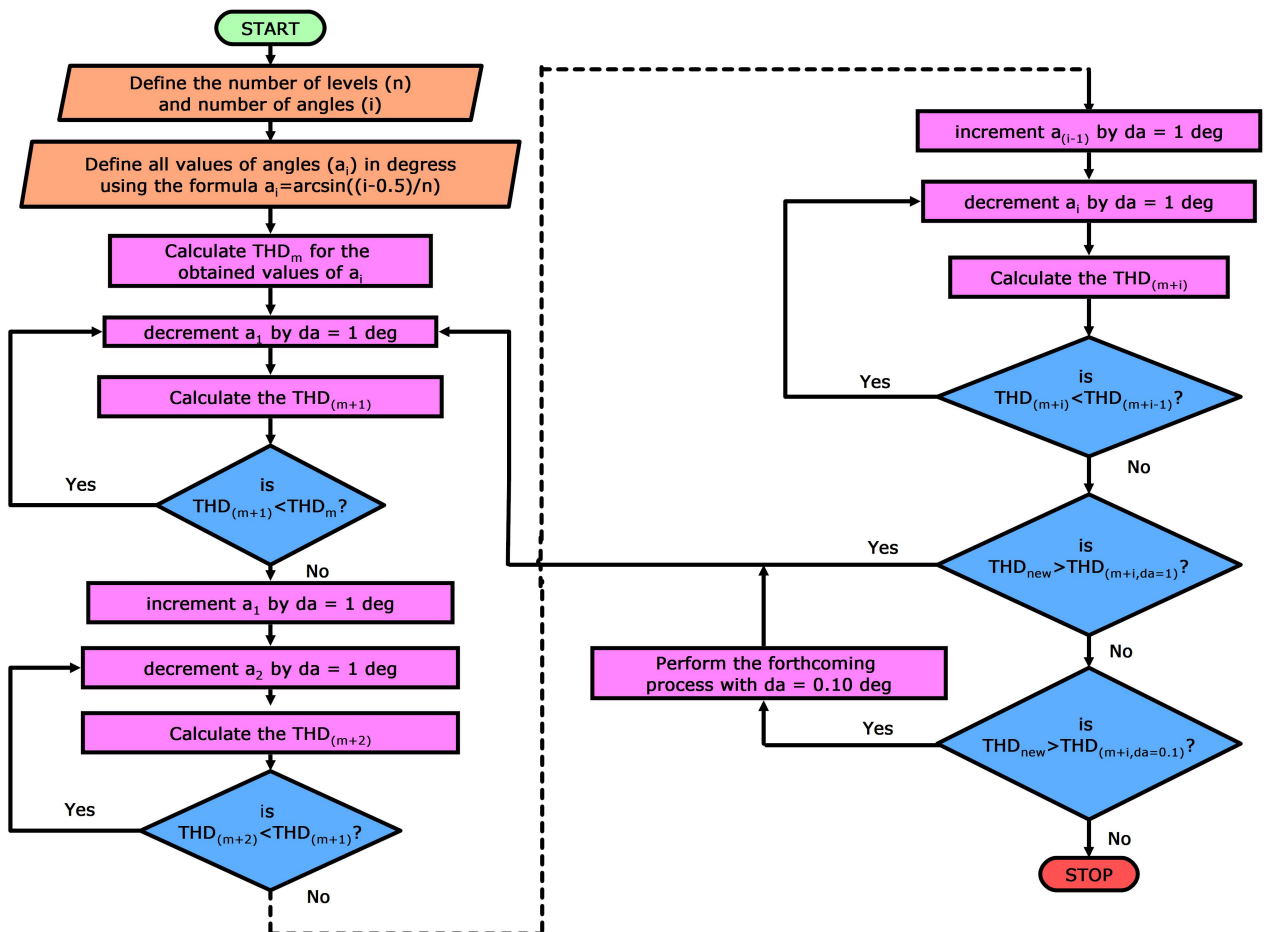 START
Define the number of levels (n)
and number of angles (i)
Define all values of angles (aᵢ) in degress
using the formula aᵢ=arcsin((i-0.5)/n)
Calculate THDₘ for the
obtained values of aᵢ
decrement a₁ by da = 1 deg
Calculate the THD₍ₘ₊₁₎
is
THD₍ₘ₊₁₎<THDₘ?
Yes
No
increment a₁ by da = 1 deg
decrement a₂ by da = 1 deg
Calculate the THD₍ₘ₊₂₎
is
THD₍ₘ₊₂₎<THD₍ₘ₊₁₎?
Yes
No
increment a₍ᵢ₋₁₎ by da = 1 deg
decrement aᵢ by da = 1 deg
Calculate the THD₍ₘ₊ᵢ₎
is
THD₍ₘ₊ᵢ₎<THD₍ₘ₊ᵢ₋₁₎?
Yes
No
is
THDnew>THD(m+i,da=1)?
Yes
No
Perform the forthcoming
process with da = 0.10 deg
is
THDnew>THD(m+i,da=0.1)?
Yes
No
STOP